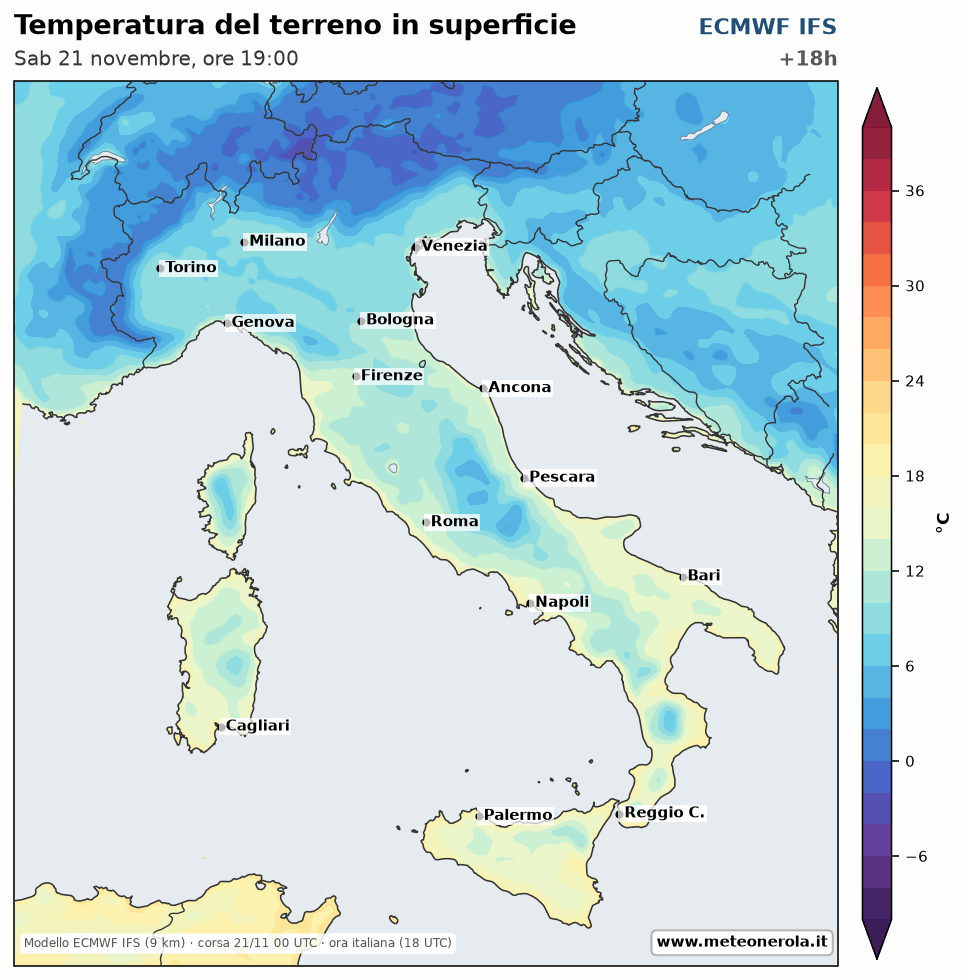 Temperatura del terreno in superficie
ECMWF IFS
Sab 21 novembre, ore 19:00
+18h
Milano
Venezia
Torino
Genova
Bologna
Firenze
Ancona
Pescara
Roma
Bari
Napoli
Cagliari
Palermo
Reggio C.
36
30
24
18
12
6
0
−6
°C
Modello ECMWF IFS (9 km) · corsa 21/11 00 UTC · ora italiana (18 UTC)
www.meteonerola.it